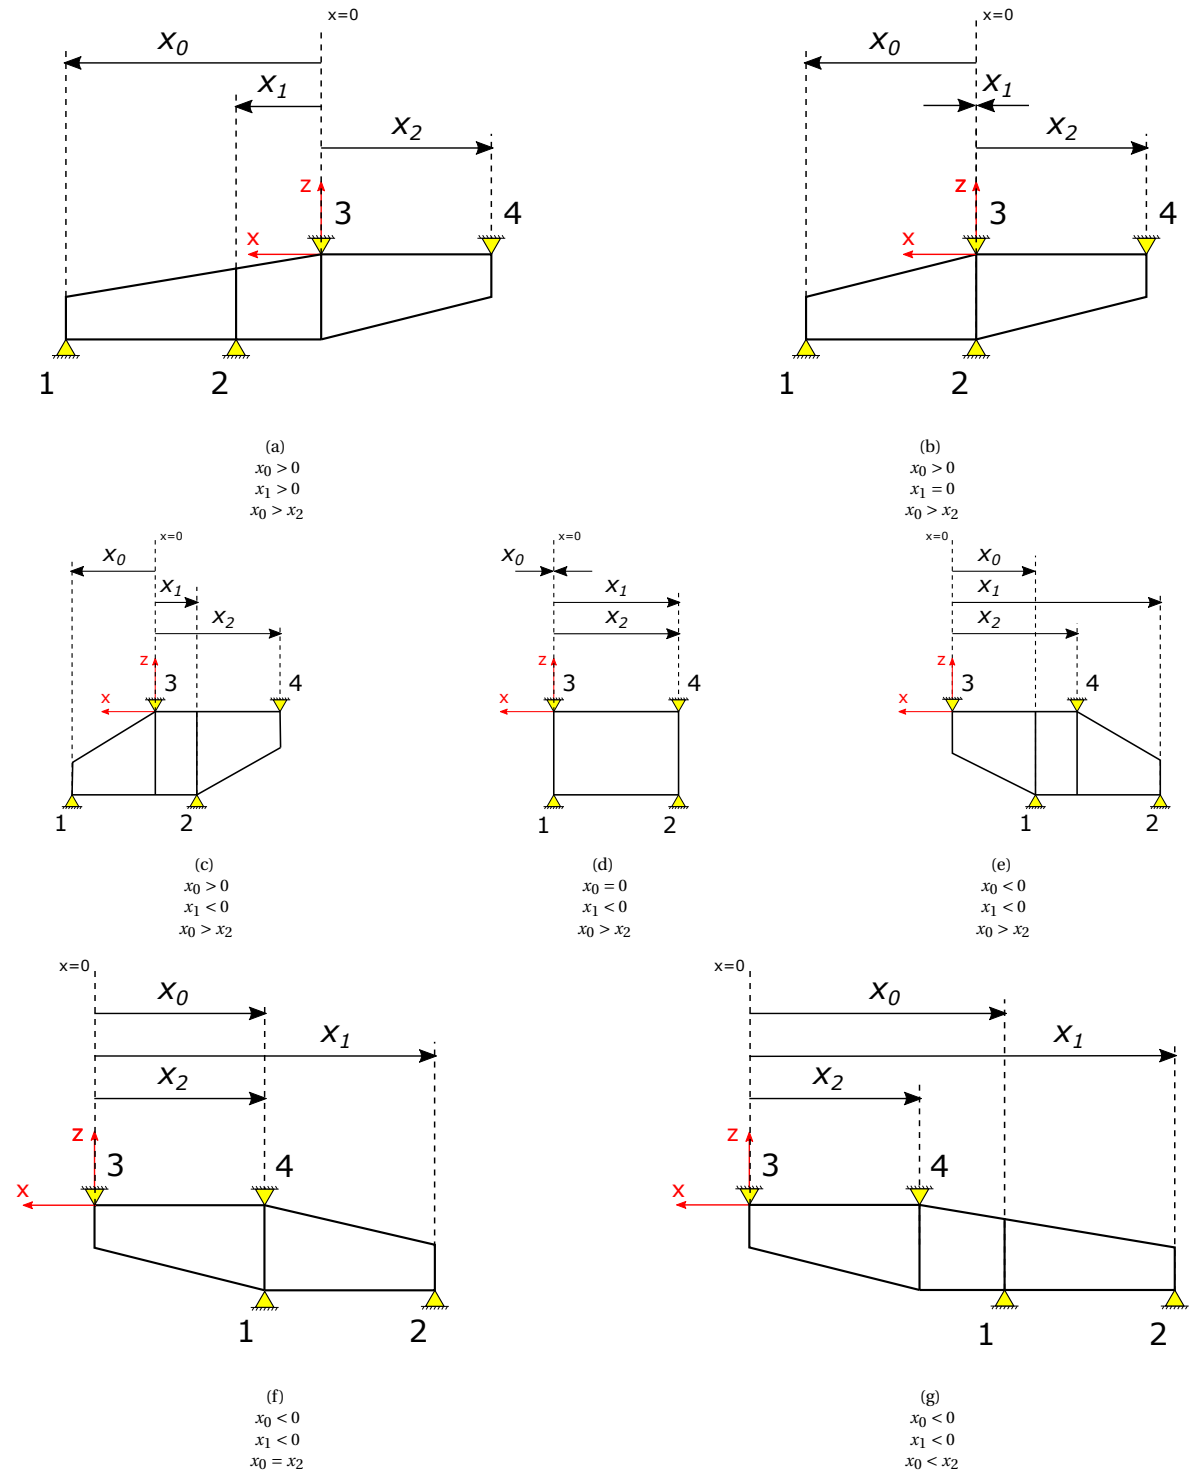 x=0
x0
x1
x2
z
3
4
x
1
2
x=0
x0
x1
x2
z
3
4
x
1
2
(a)
x0 > 0
x1 > 0
x0 > x2
(b)
x0 > 0
x1 = 0
x0 > x2
x=0
x0
x1
x2
z
3
4
x
1
2
x=0
x0
x1
x2
z
3
4
x
1
2
x=0
x0
x1
x2
z
3
4
x
1
2
(c)
x0 > 0
x1 < 0
x0 > x2
(d)
x0 = 0
x1 < 0
x0 > x2
(e)
x0 < 0
x1 < 0
x0 > x2
x=0
x0
x1
x2
z
3
4
x
1
2
x=0
x0
x1
x2
z
3
4
x
1
2
(f)
x0 < 0
x1 < 0
x0 = x2
(g)
x0 < 0
x1 < 0
x0 < x2